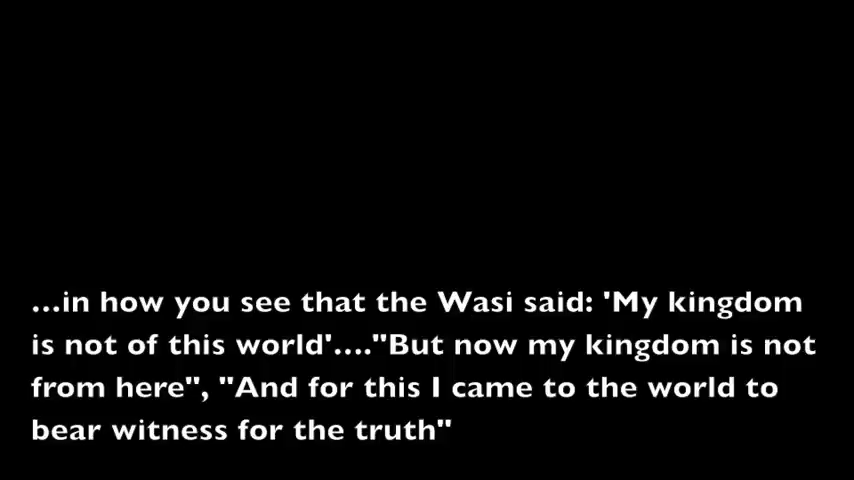 ...in how you see that the Wasi said: 'My kingdom
is not of this world'...."But now my kingdom is not
from here", "And for this I came to the world to
bear witness for the truth"